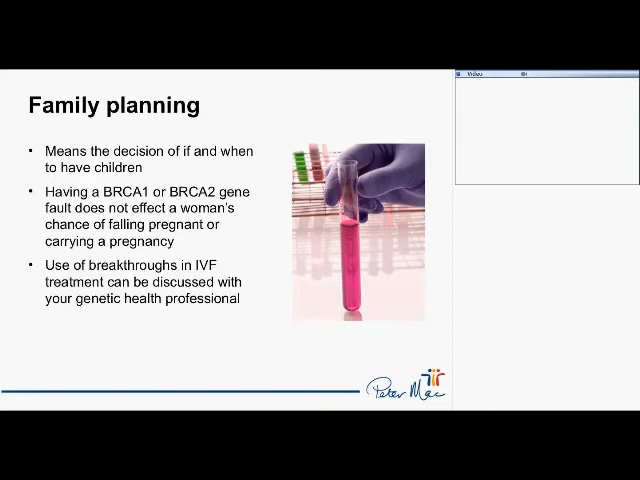 Family planning
• Means the decision of if and when
to have children
• Having a BRCA1 or BRCA2 gene
fault does not effect a woman's
chance of falling pregnant or
carrying a pregnancy
• Use of breakthroughs in IVF
treatment can be discussed with
your genetic health professional
Peter Mac
Video